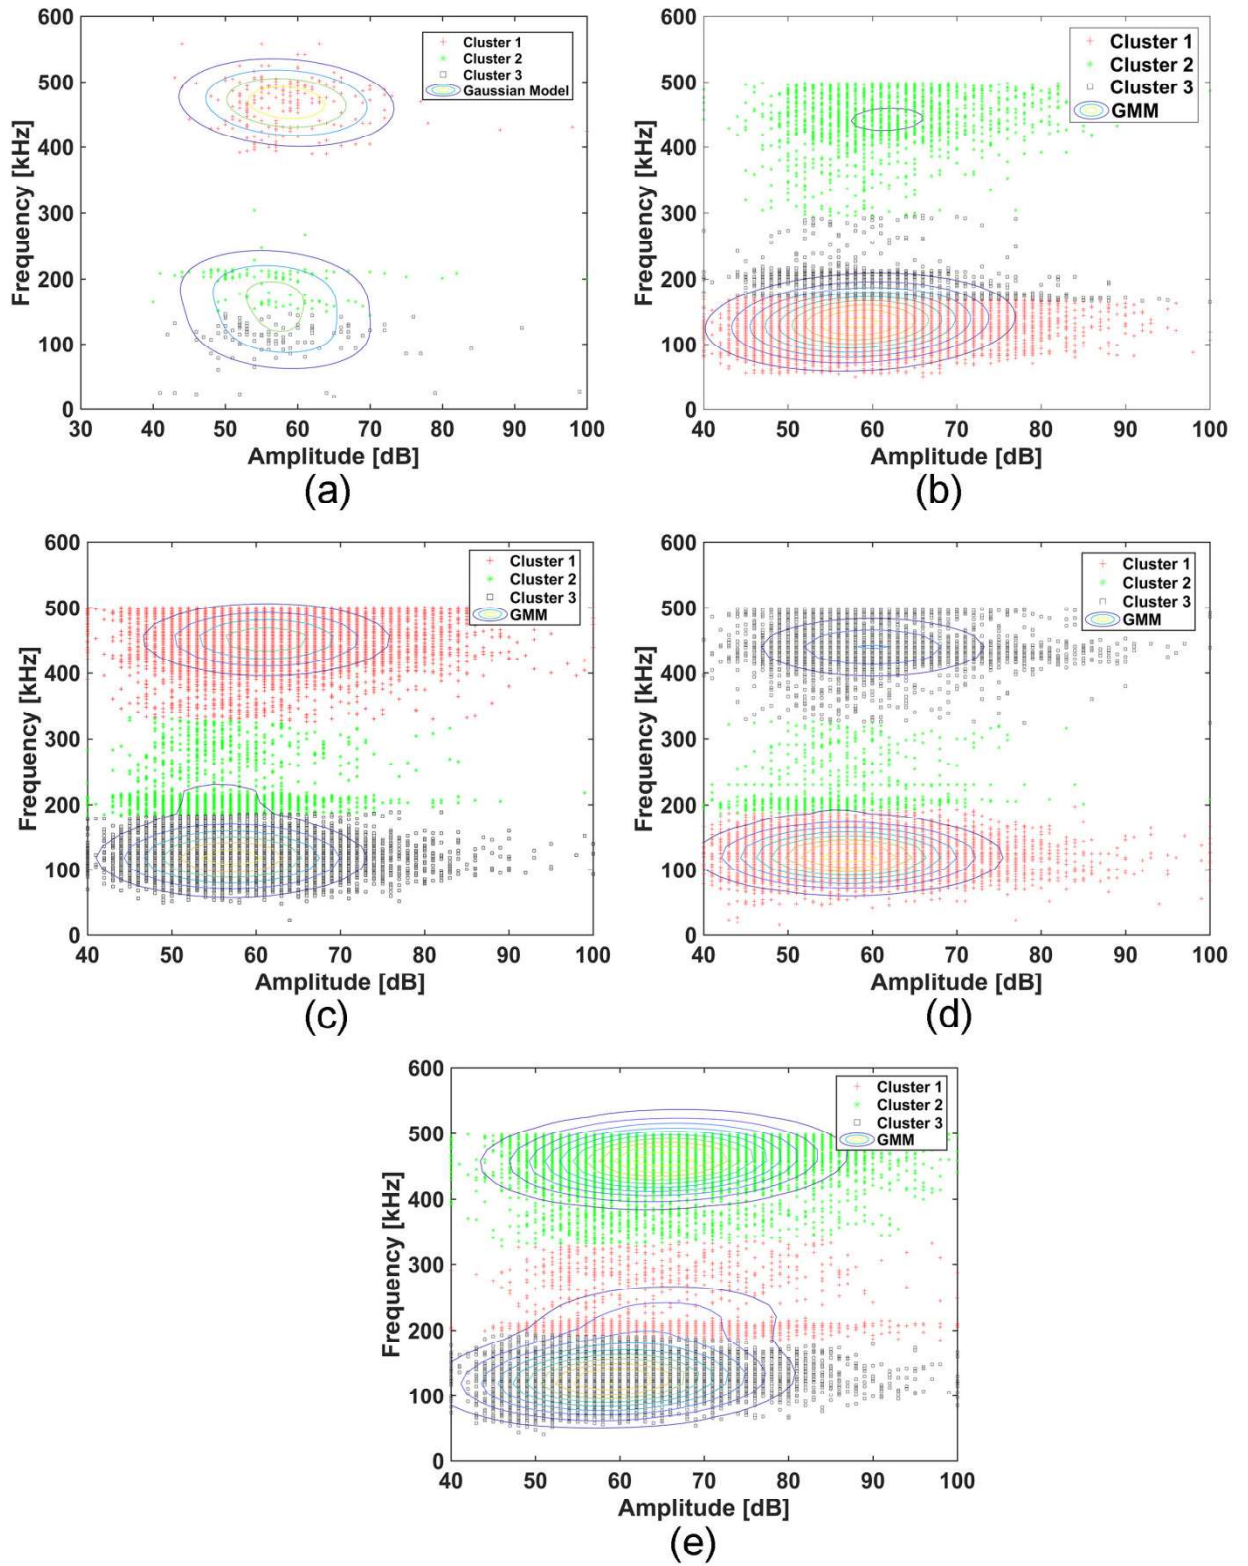 600
500
400
300
200
100
0
Frequency [kHz]
Cluster 1
Cluster 2
Cluster 3
Gaussian Model
30 40 50 60 70 80 90 100
Amplitude [dB]
(a)
600
500
400
300
200
100
0
Frequency [kHz]
Cluster 1
Cluster 2
Cluster 3
GMM
40 50 60 70 80 90 100
Amplitude [dB]
(b)
600
500
400
300
200
100
0
Frequency [kHz]
Cluster 1
Cluster 2
Cluster 3
GMM
40 50 60 70 80 90 100
Amplitude [dB]
(c)
600
500
400
300
200
100
0
Frequency [kHz]
Cluster 1
Cluster 2
Cluster 3
GMM
40 50 60 70 80 90 100
Amplitude [dB]
(d)
600
500
400
300
200
100
0
Frequency [kHz]
Cluster 1
Cluster 2
Cluster 3
GMM
40 50 60 70 80 90 100
Amplitude [dB]
(e)